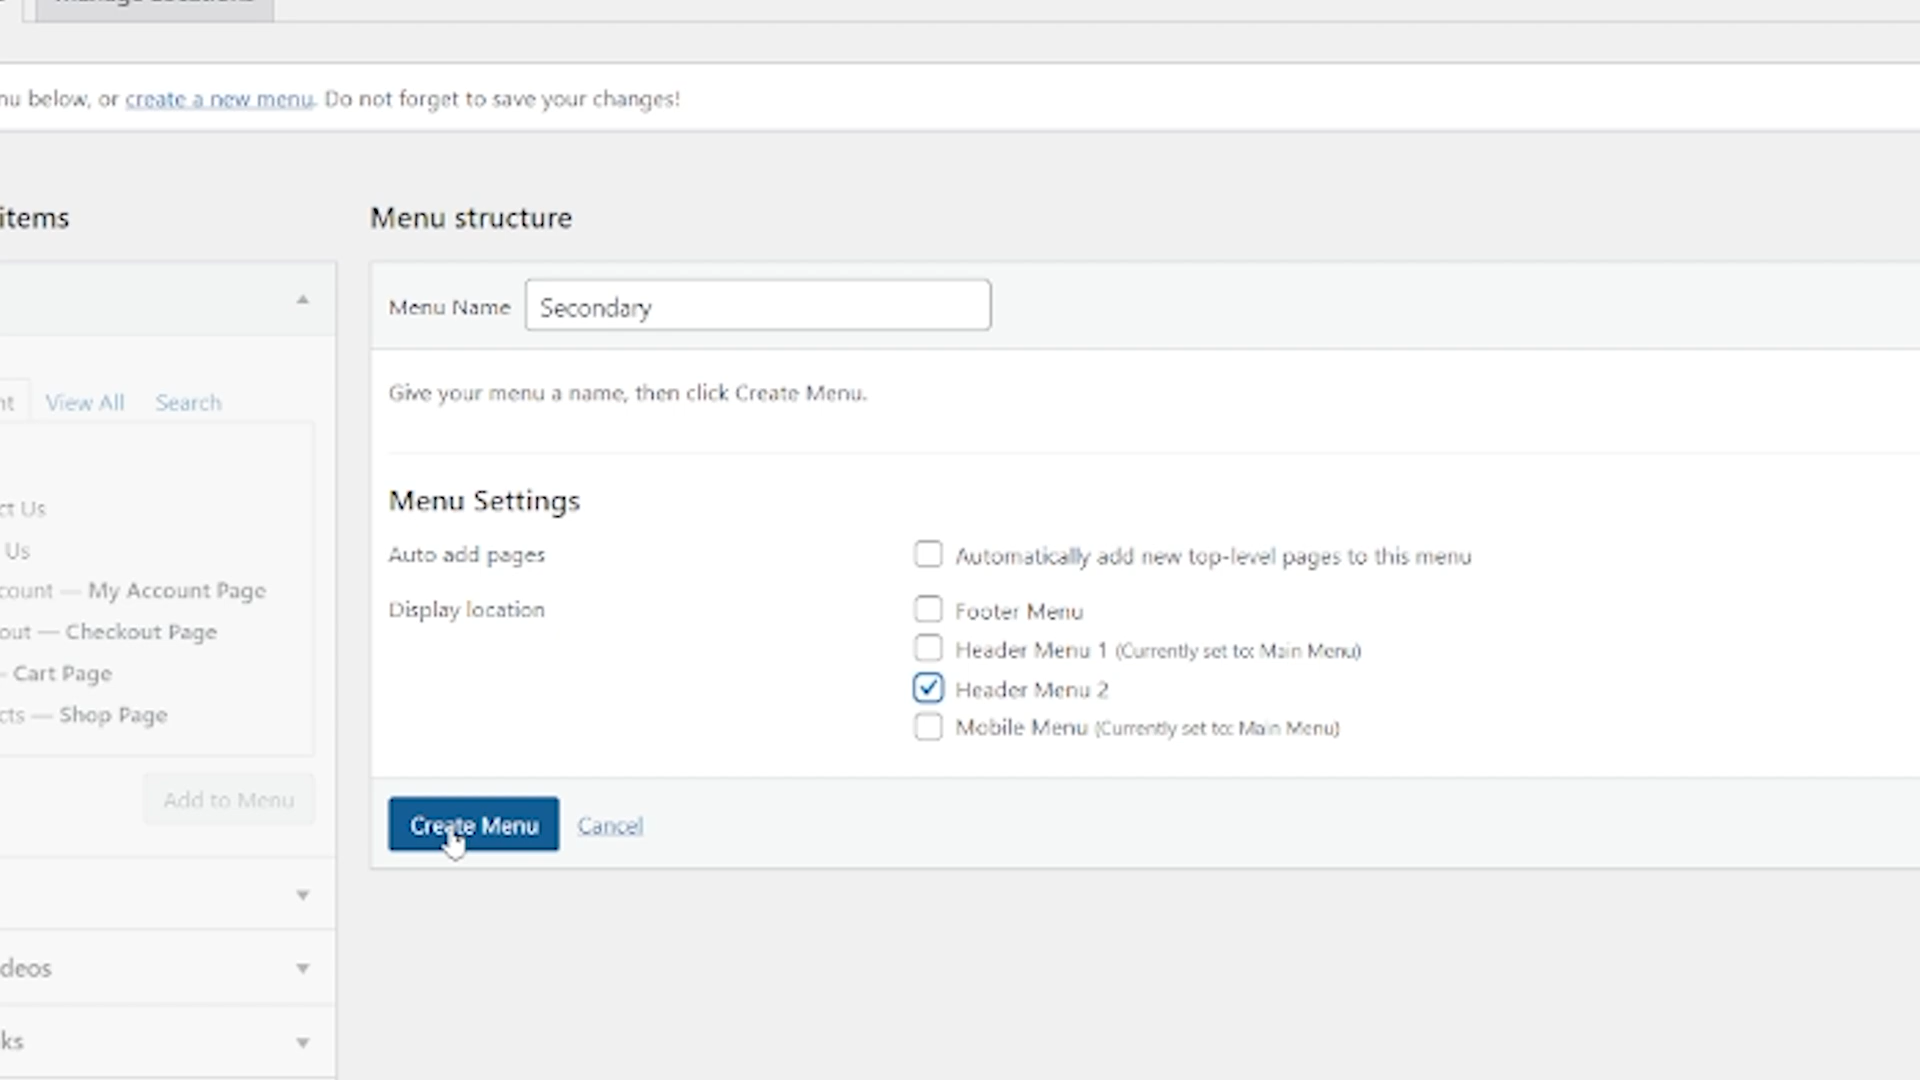 nu below, or create a new menu. Do not forget to save your changes!
items
Menu structure
Menu Name Secondary
Give your menu a name, then click Create Menu.
View All Search
Menu Settings
ct Us
Us
Auto add pages
Automatically add new top-level pages to this menu
count — My Account Page
Display location
Footer Menu
out — Checkout Page
Header Menu 1 (Currently set to: Main Menu)
- Cart Page
Header Menu 2
cts — Shop Page
Mobile Menu (Currently set to: Main Menu)
Add to Menu
Create Menu Cancel
deos
ks